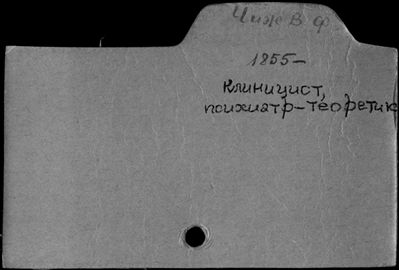 Чиж В ф
1855-
Клиницист,
психиатр-теоретик